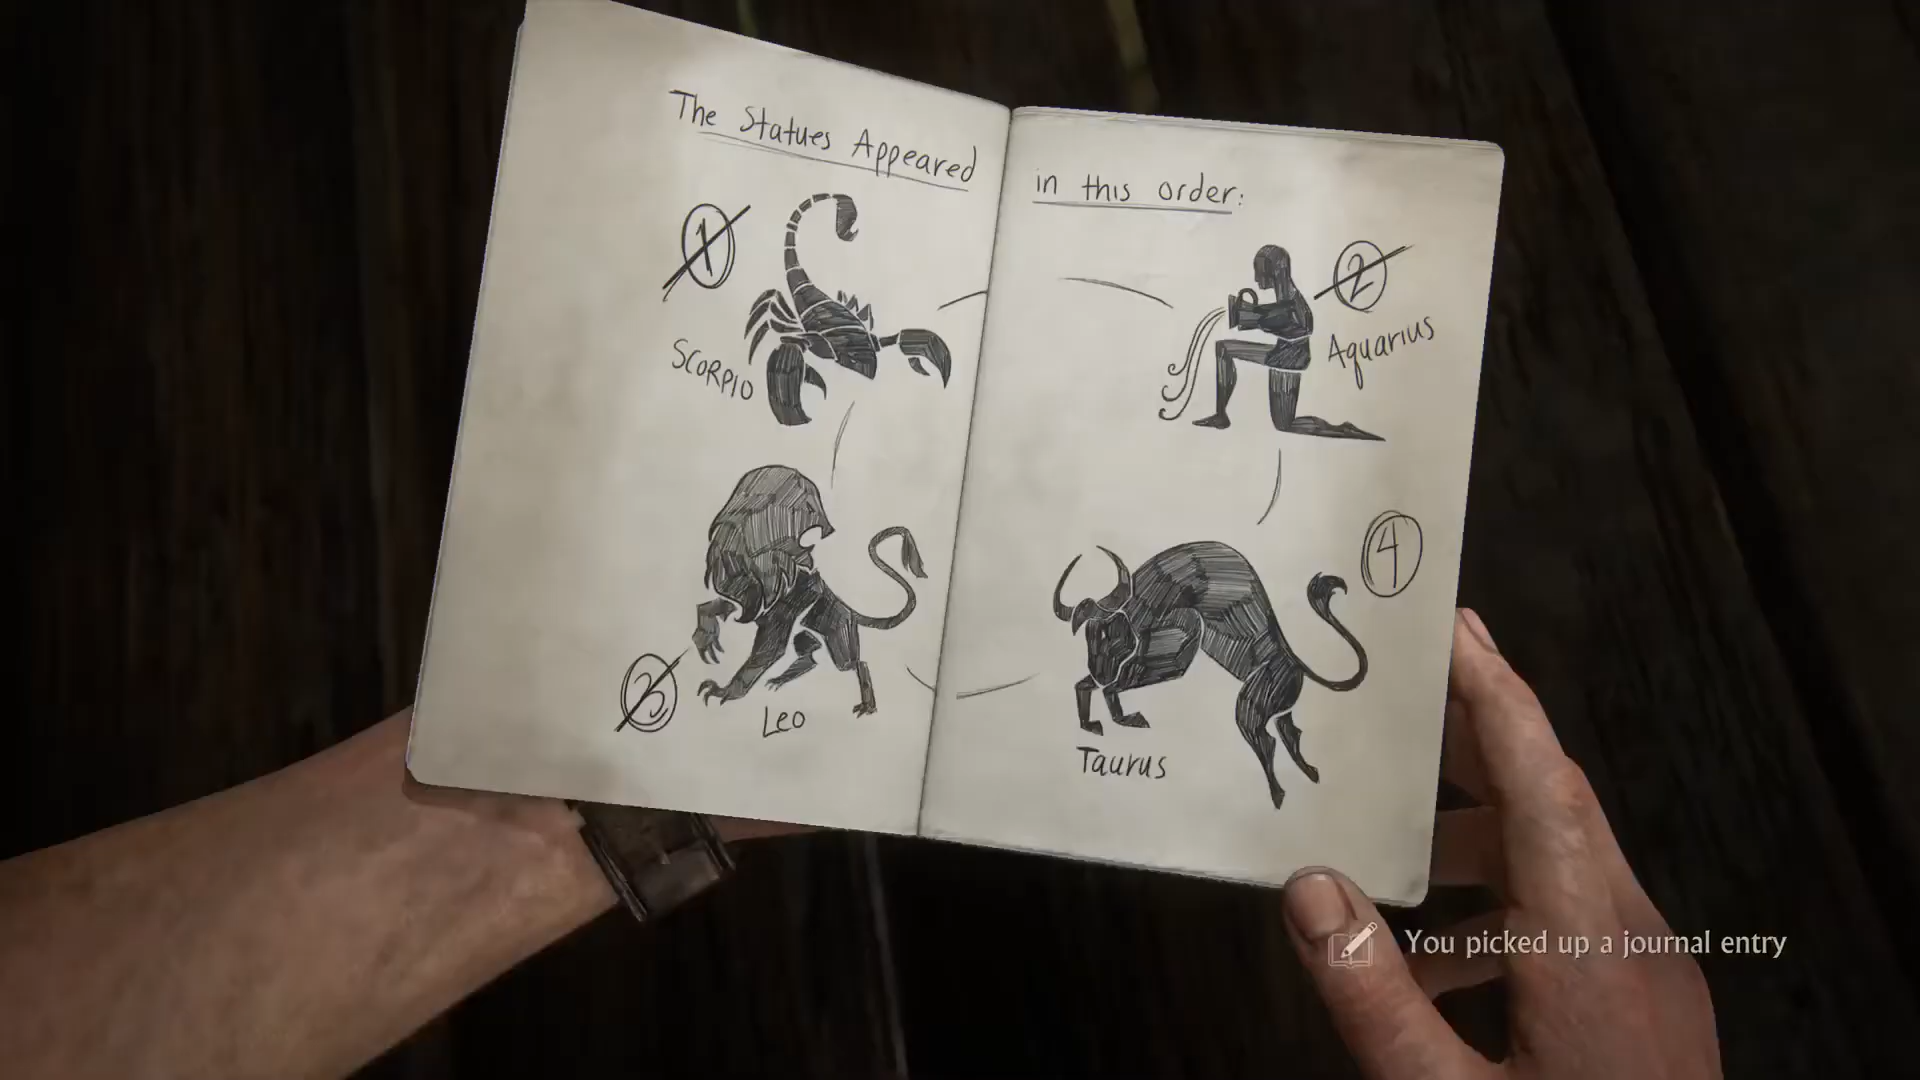 The Statues Appeared in this order:
1
SCORPIO
2
Aquarius
3
Leo
4
Taurus
You picked up a journal entry